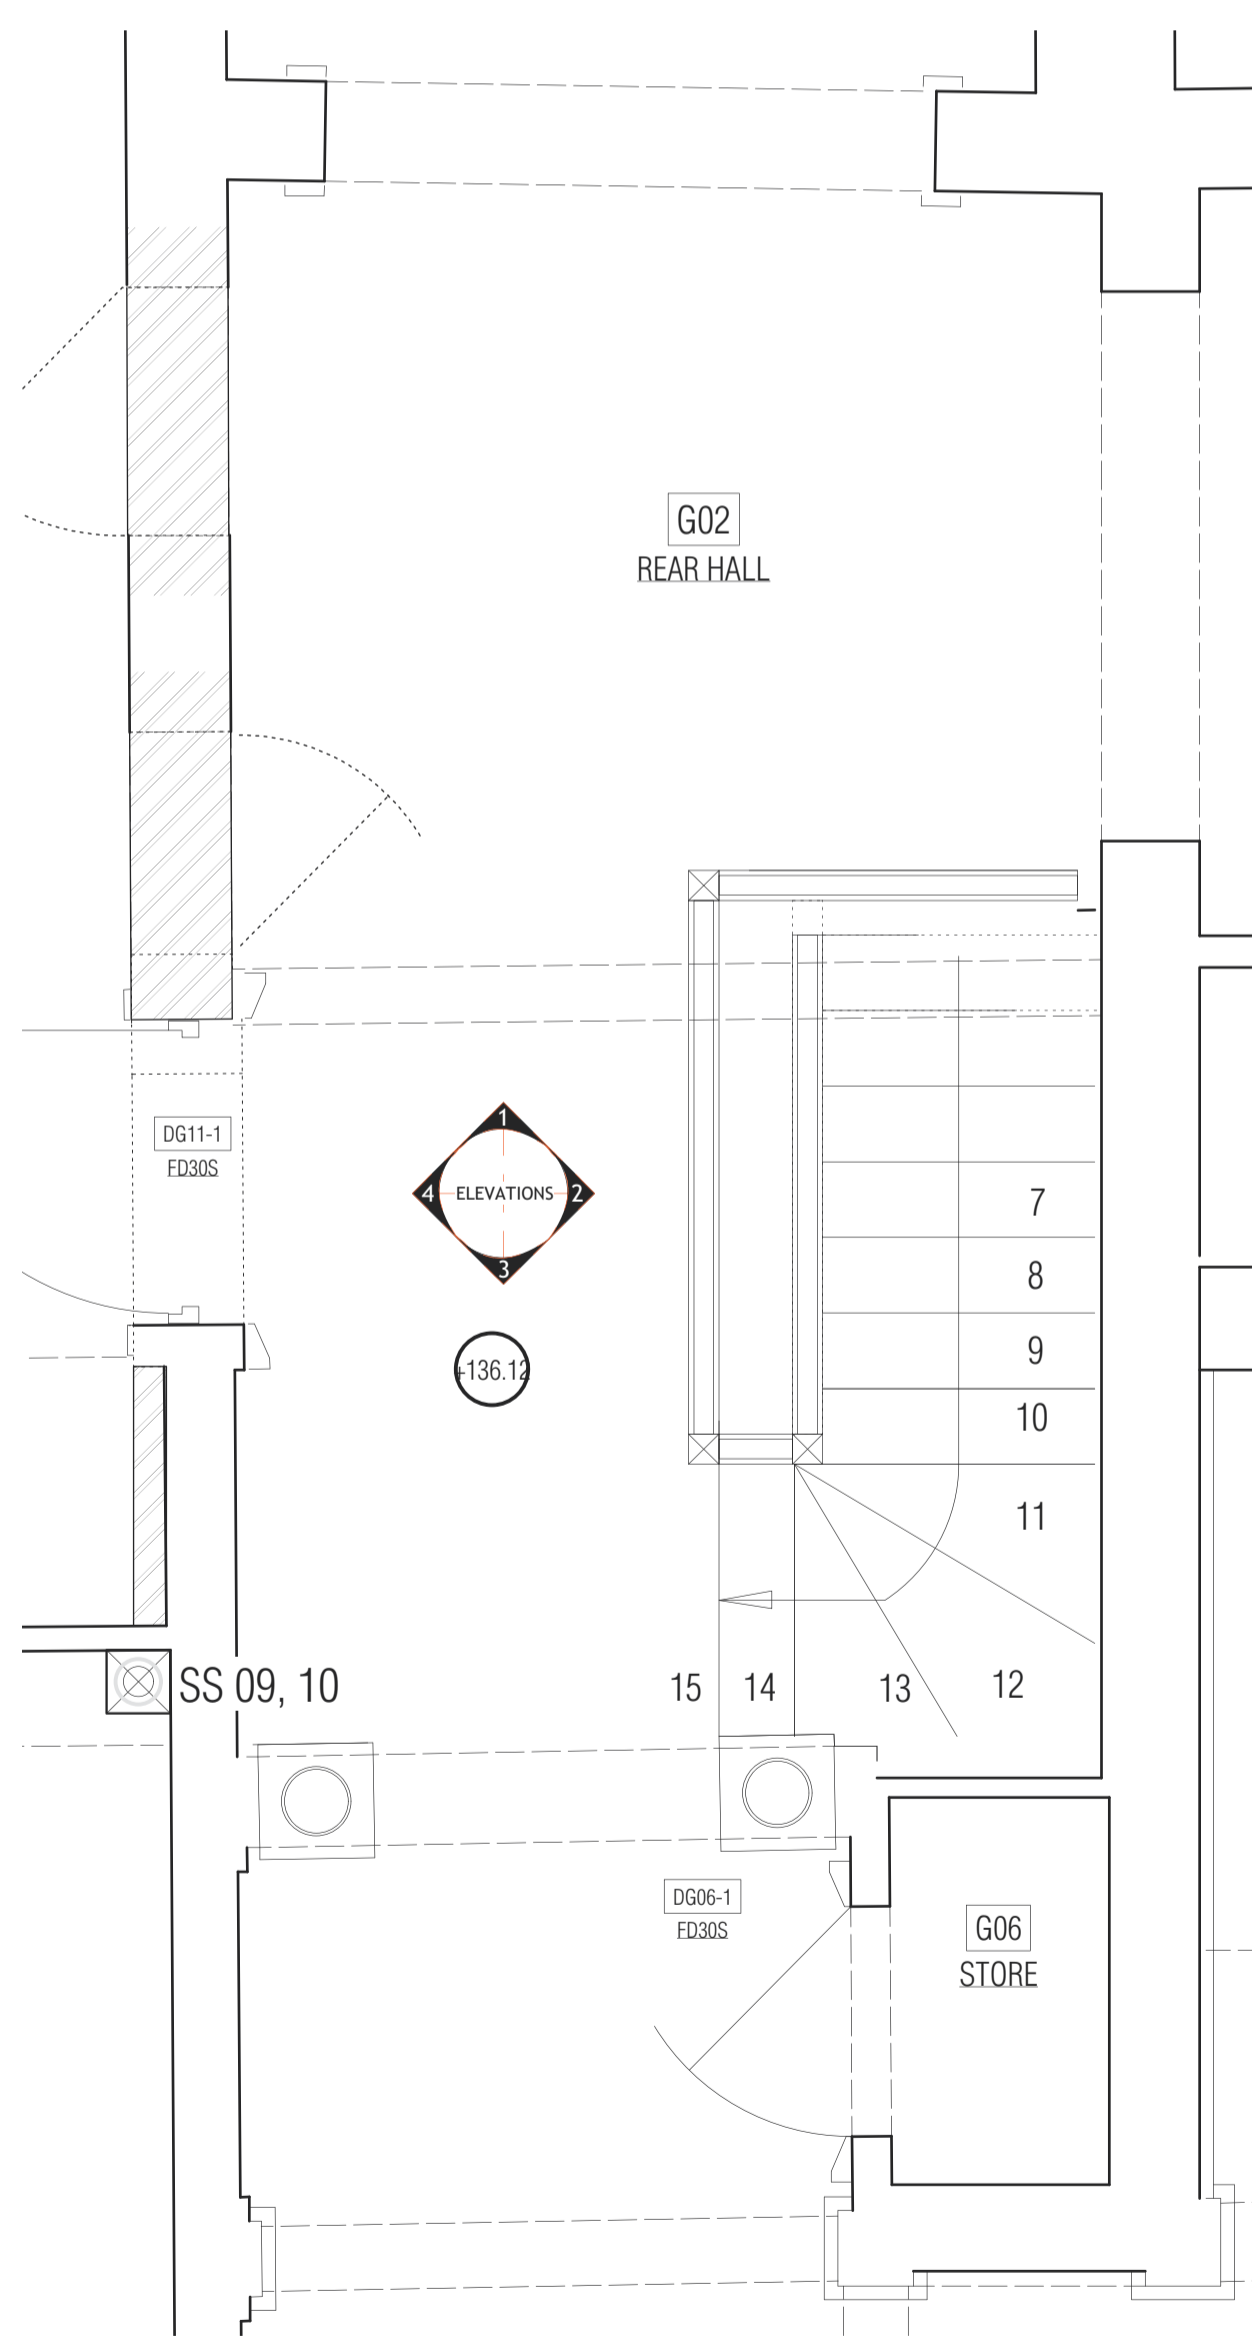 G02
REAR HALL
DG11-1
FD30S
1
4 ELEVATIONS 2
3
+136.12
7
8
9
10
11
SS 09, 10
15 14 13 12
DG06-1
FD30S
G06
STORE